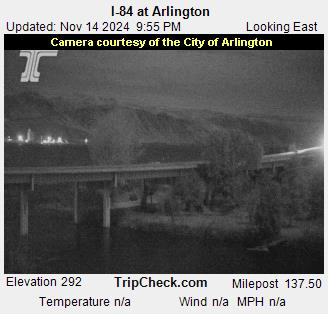 I-84 at Arlington
Updated: Nov 14 2024 9:55 PM Looking East
Camera courtesy of the City of Arlington
Elevation 292 TripCheck.com Milepost 137.50
Temperature n/a Wind n/a MPH n/a